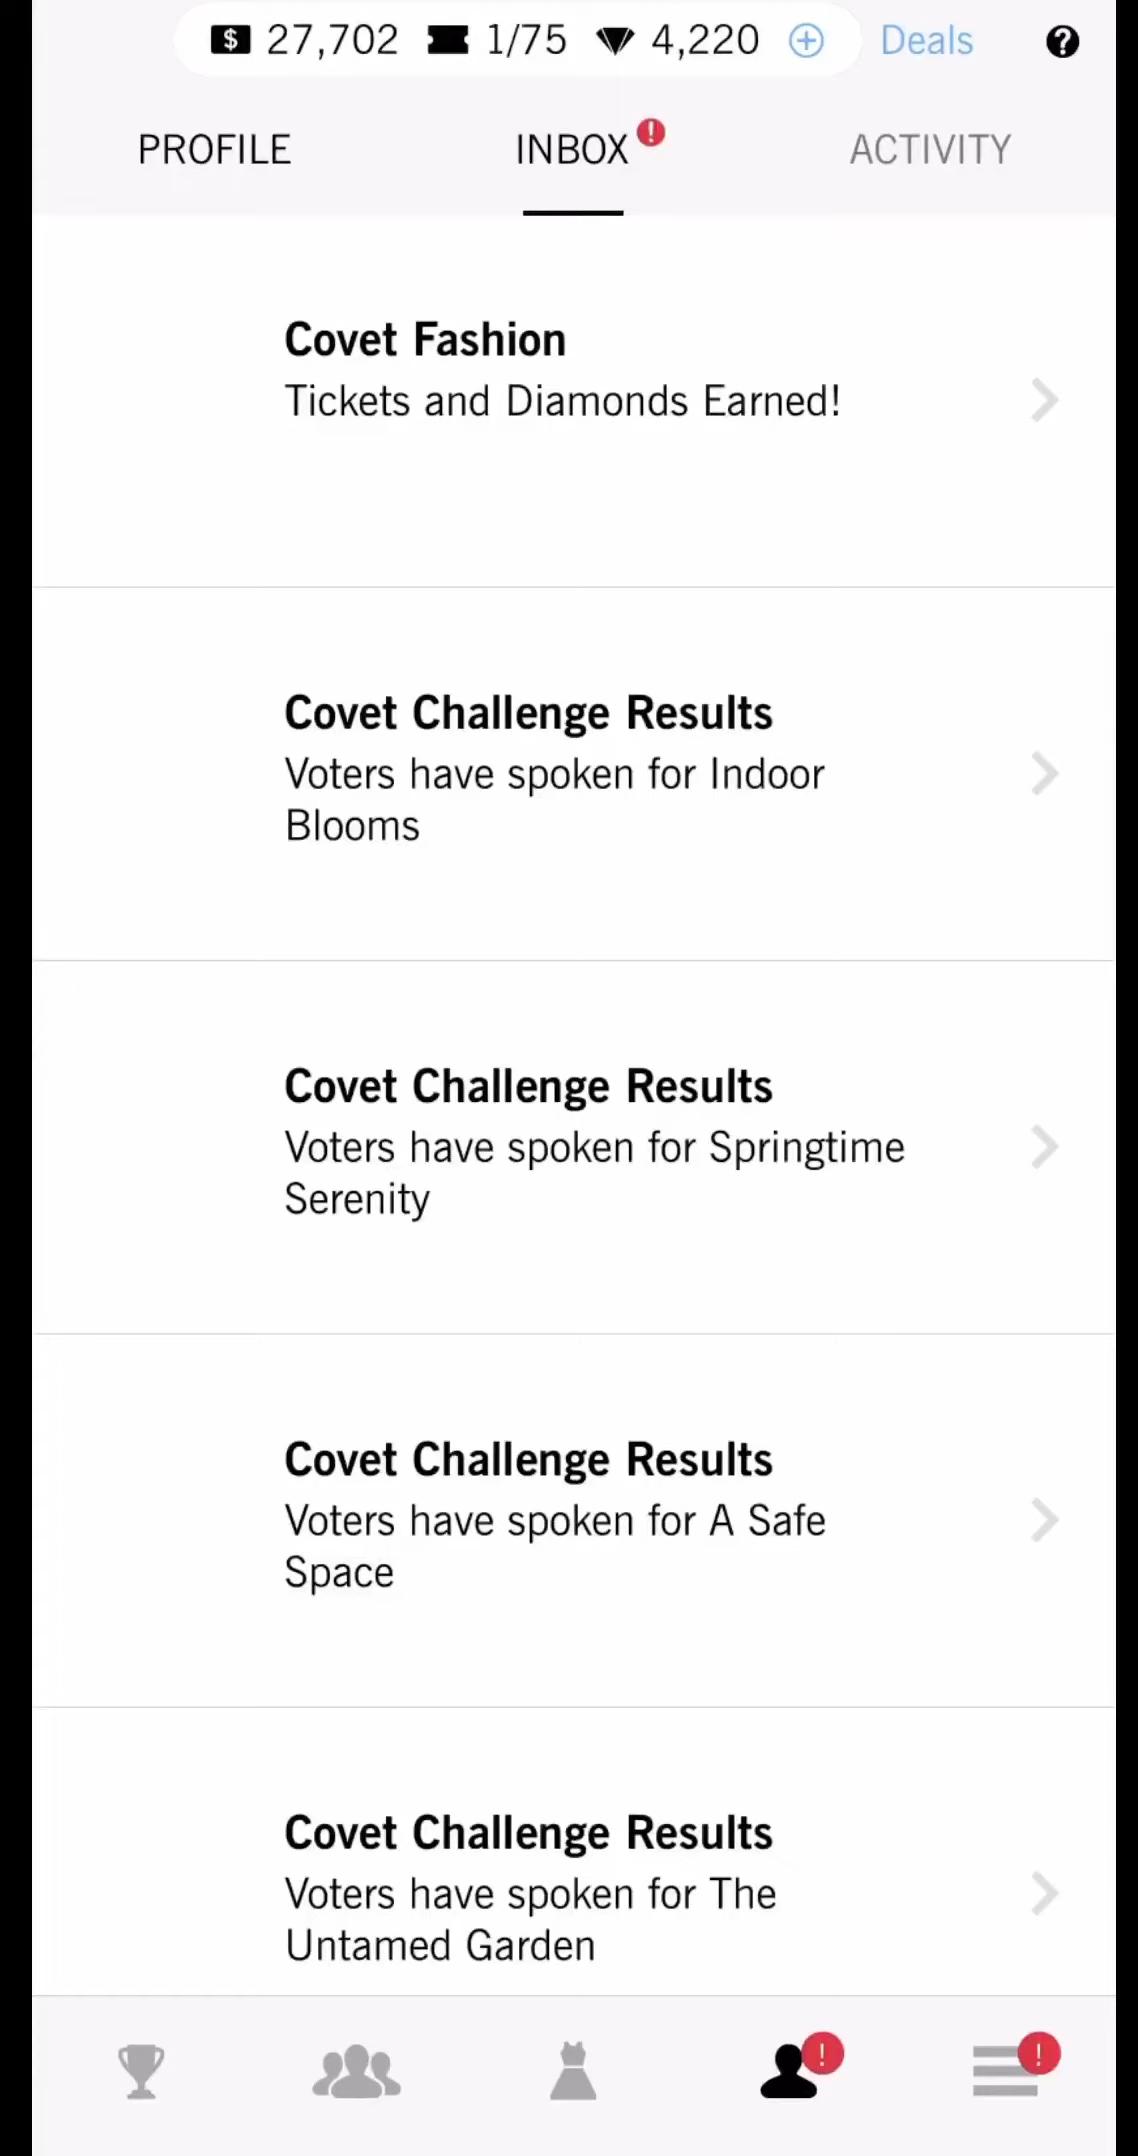 $ 27,702 1/75 4,220 + Deals ?
PROFILE INBOX ! ACTIVITY
Covet Fashion
Tickets and Diamonds Earned!
Covet Challenge Results
Voters have spoken for Indoor
Blooms
Covet Challenge Results
Voters have spoken for Springtime
Serenity
Covet Challenge Results
Voters have spoken for A Safe
Space
Covet Challenge Results
Voters have spoken for The
Untamed Garden
! !